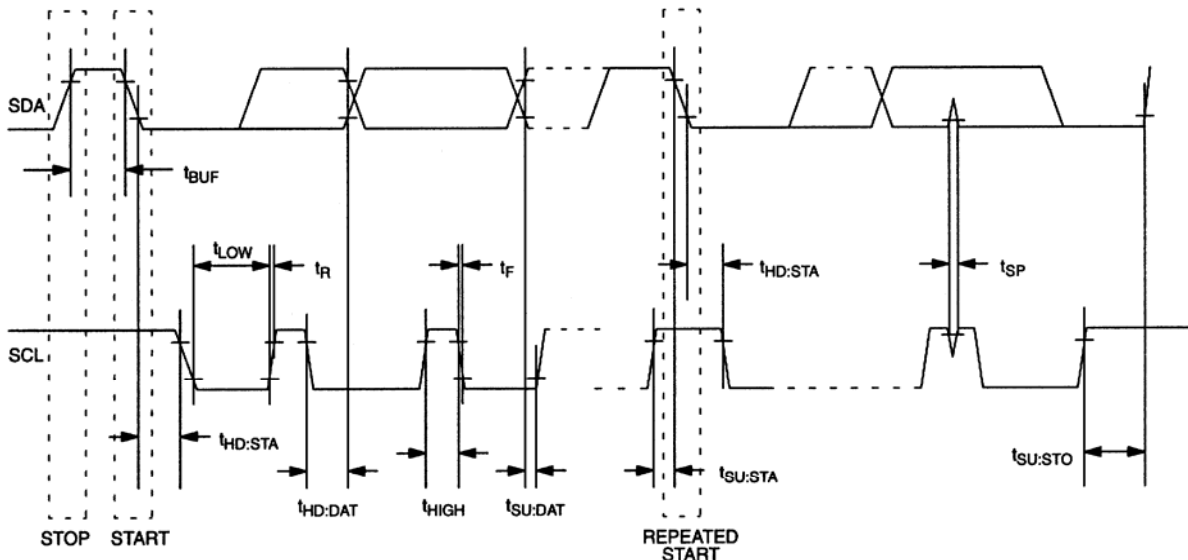 SDA
tBUF
tLOW
tR
tF
tHD:STA
tSP
SCL
tHD:STA
tHD:DAT
tHIGH
tSU:DAT
tSU:STA
tSU:STO
STOP
START
REPEATED
START